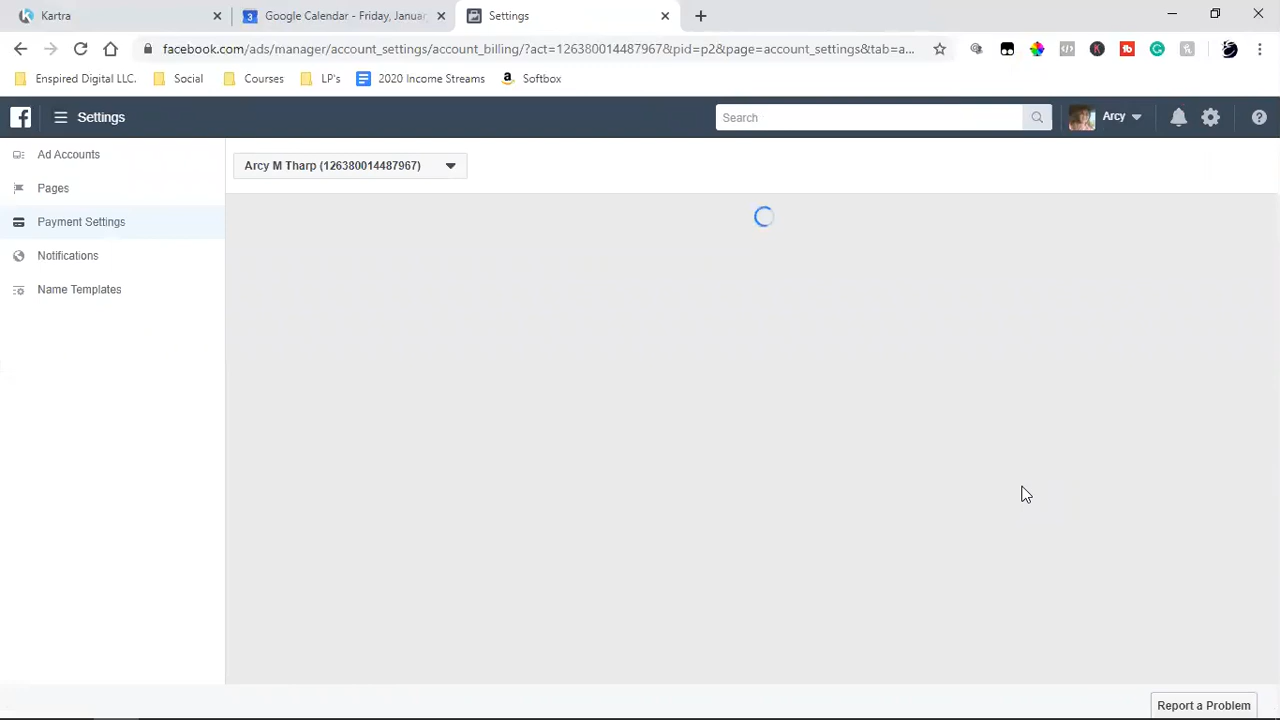 Kartra
Google Calendar - Friday, Januar
Settings
facebook.com/ads/manager/account_settings/account_billing/?act=126380014487967&pid=p2&page=account_settings&tab=a...
Enspired Digital LLC.
Social
Courses
LP's
2020 Income Streams
Softbox
Settings
Search
Arcy
Ad Accounts
Arcy M Tharp (126380014487967)
Pages
Payment Settings
Notifications
Name Templates
Report a Problem